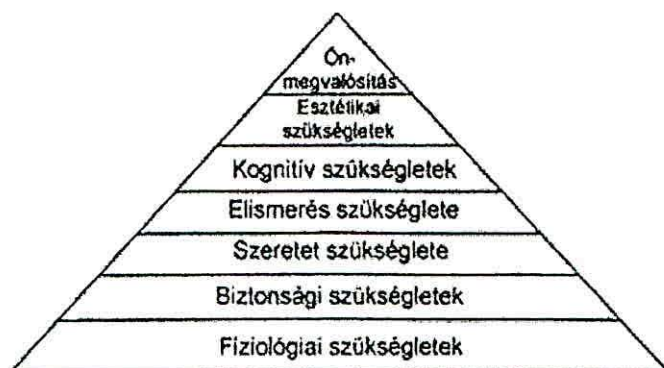 Ön-
megvalósítás
Esztétikai
szükségletek
Kognitív szükségletek
Elismerés szükséglete
Szeretet szükséglete
Biztonsági szükségletek
Fiziológiai szükségletek